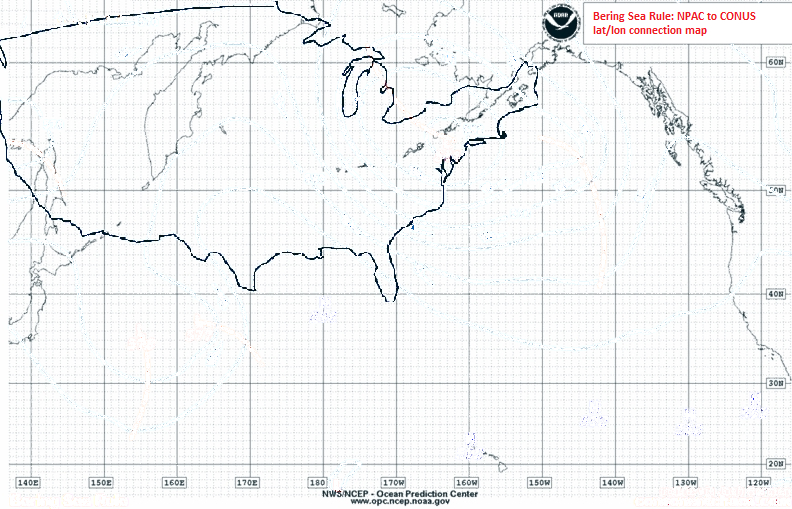 NOAA
Bering Sea Rule: NPAC to CONUS
lat/lon connection map
60N
50N
40N
30N
20N
140E
150E
160E
170E
180
170W
160W
150W
140W
130W
120W
NWS/NCEP - Ocean Prediction Center
www.opc.ncep.noaa.gov